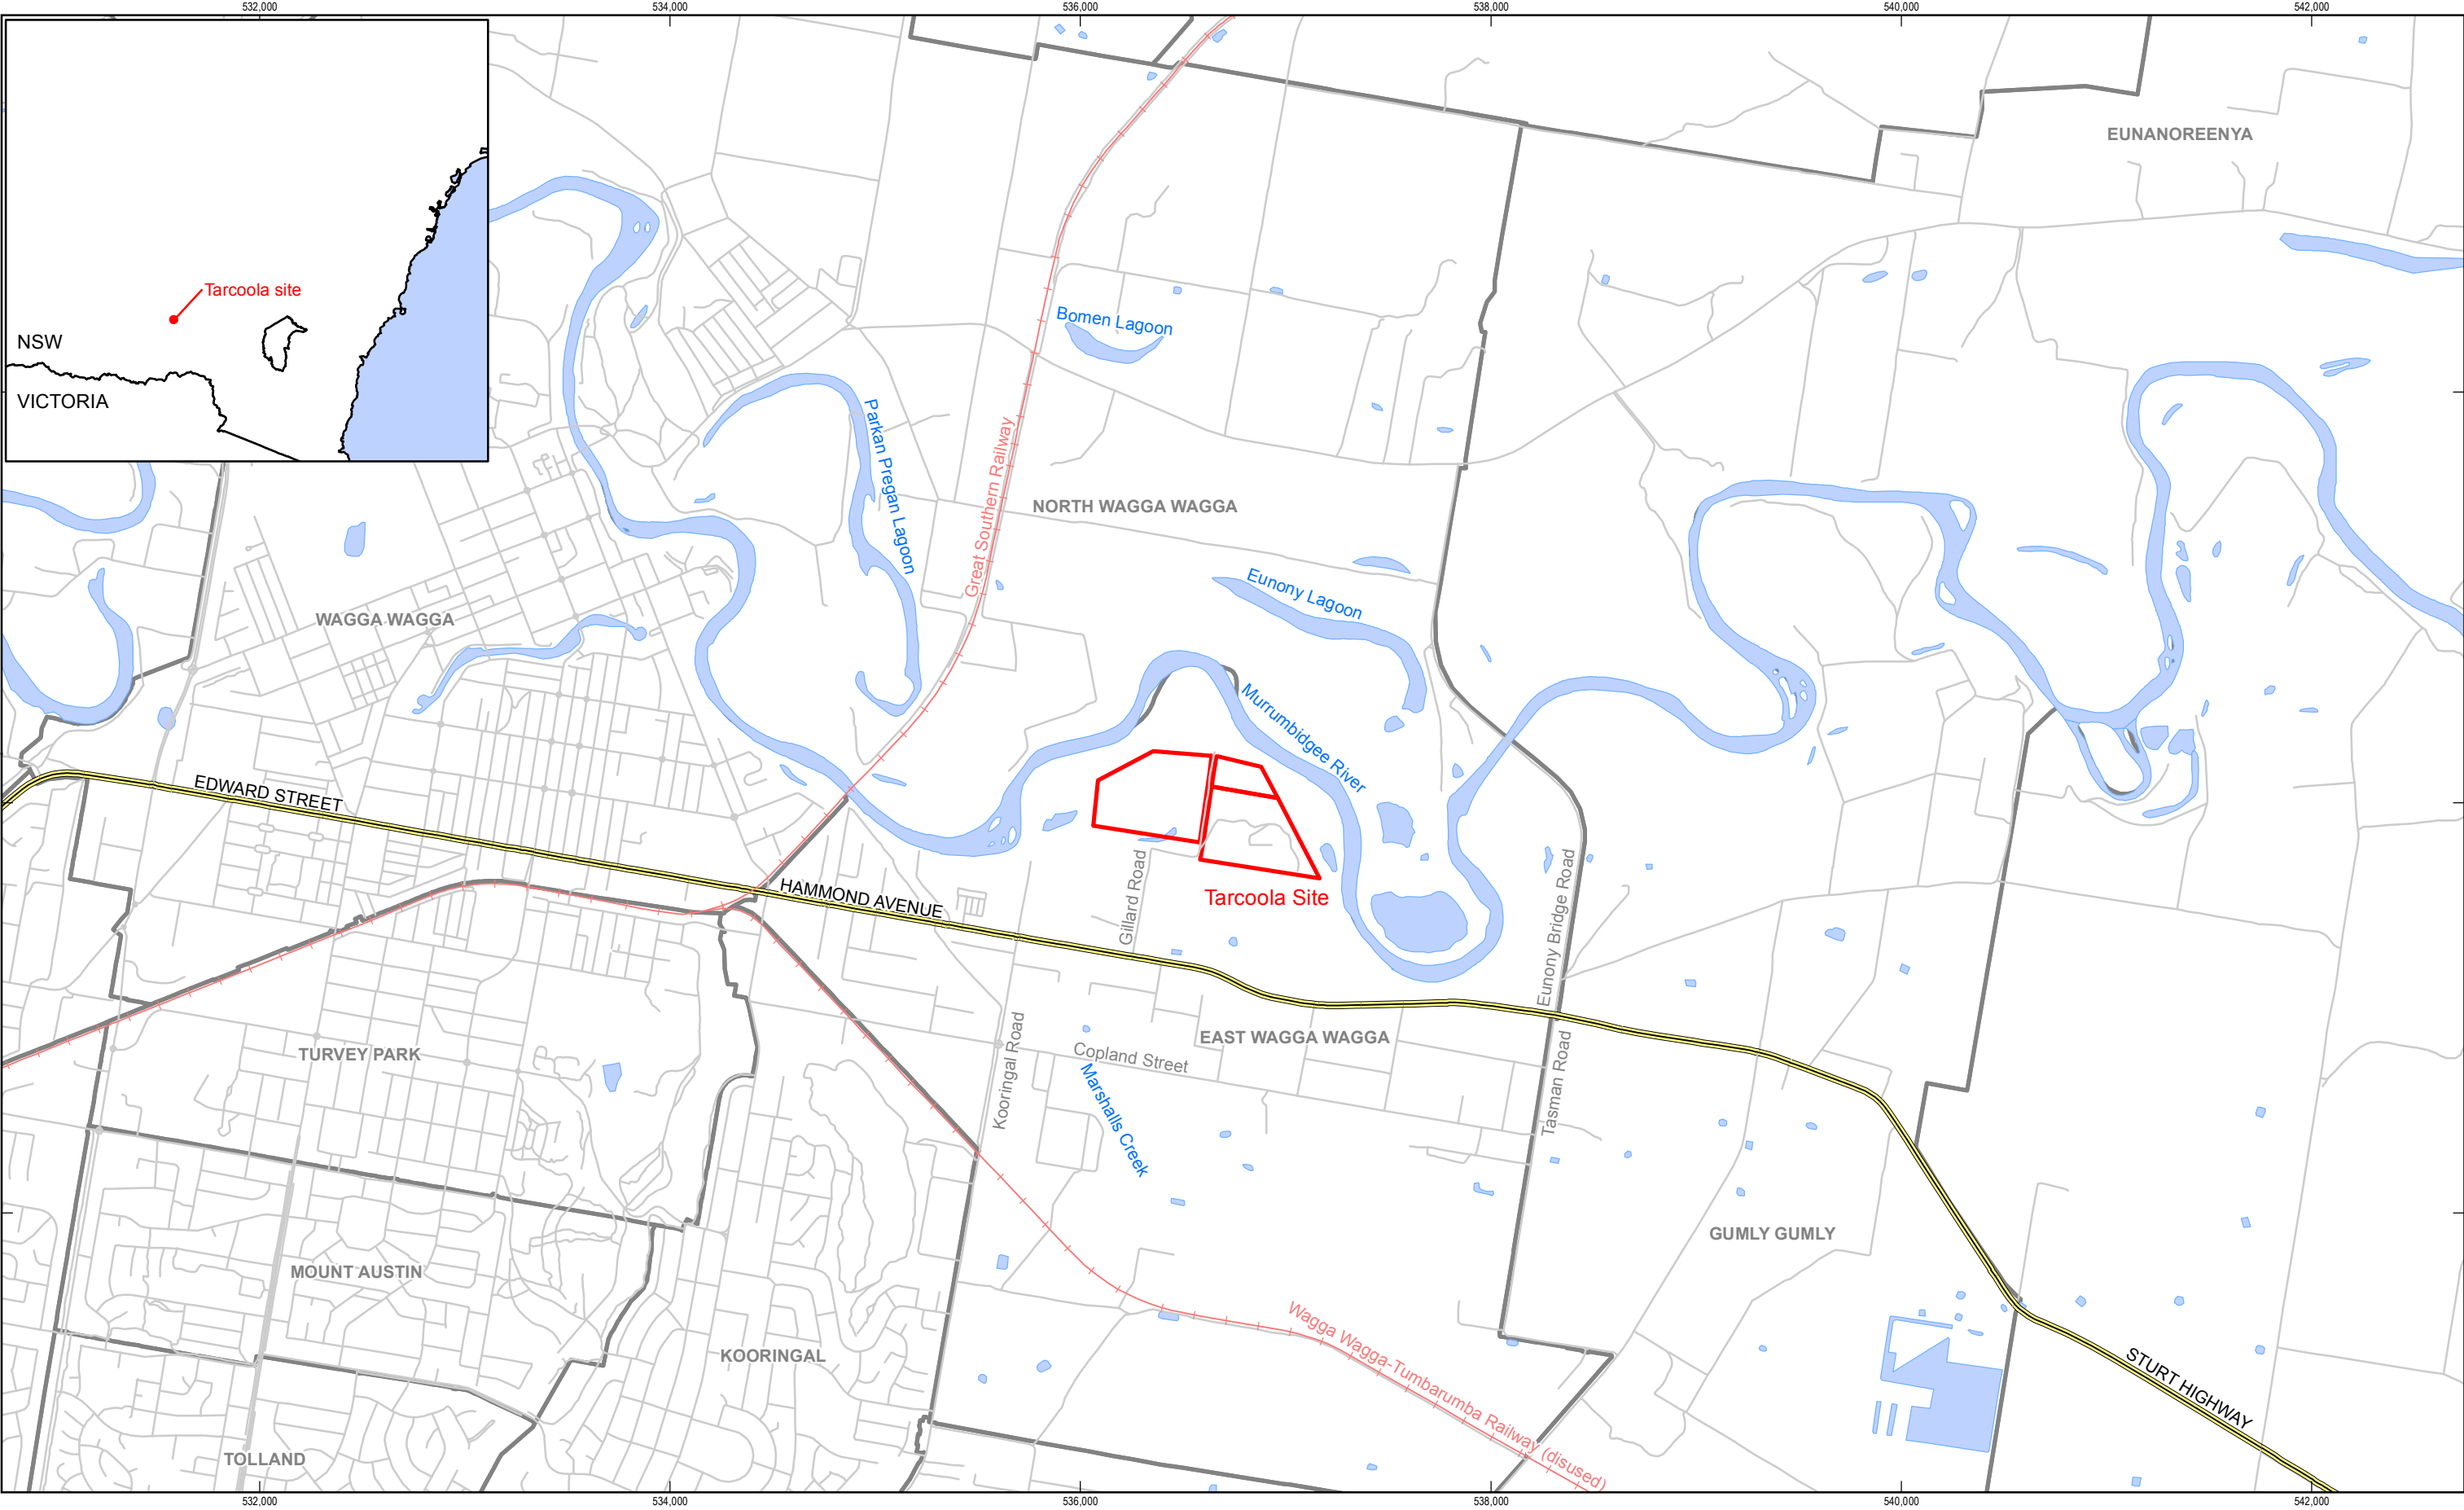 532,000
534,000
536,000
538,000
540,000
542,000
EUNANOREENYA
Tarcoola site
NSW
VICTORIA
Bomen Lagoon
Parkan Pregan Lagoon
Great Southern Railway
NORTH WAGGA WAGGA
Eunony Lagoon
WAGGA WAGGA
Murrumbidgee River
EDWARD STREET
HAMMOND AVENUE
Gillard Road
Tarcoola Site
Eunony Bridge Road
EAST WAGGA WAGGA
TURVEY PARK
Kooringal Road
Copland Street
Marshalls Creek
Tasman Road
GUMLY GUMLY
MOUNT AUSTIN
KOORINGAL
Wagga Wagga-Tumbarumba Railway (disused)
STURT HIGHWAY
TOLLAND
532,000
534,000
536,000
538,000
540,000
542,000